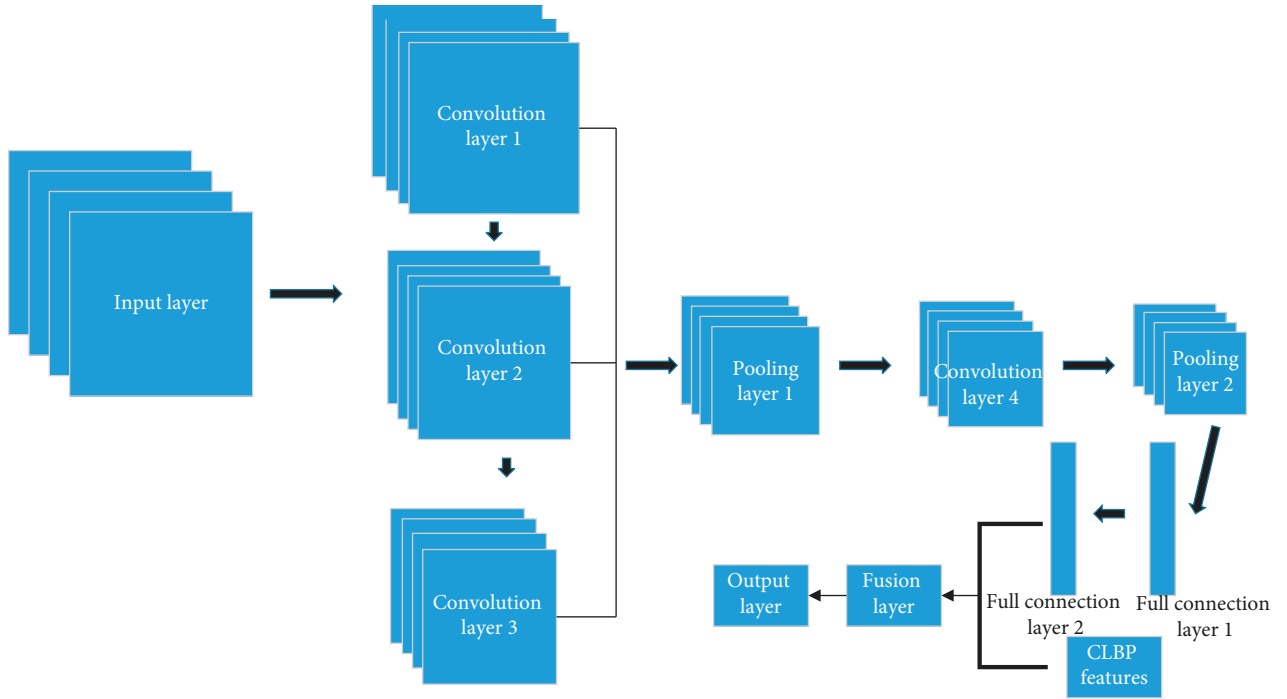 Convolution
layer 1
Input layer
Convolution
layer 2
Convolution
layer 3
Pooling
layer 1
Convolution
layer 4
Pooling
layer 2
Output
layer
Fusion
layer
Full connection
layer 2
Full connection
layer 1
CLBP
features